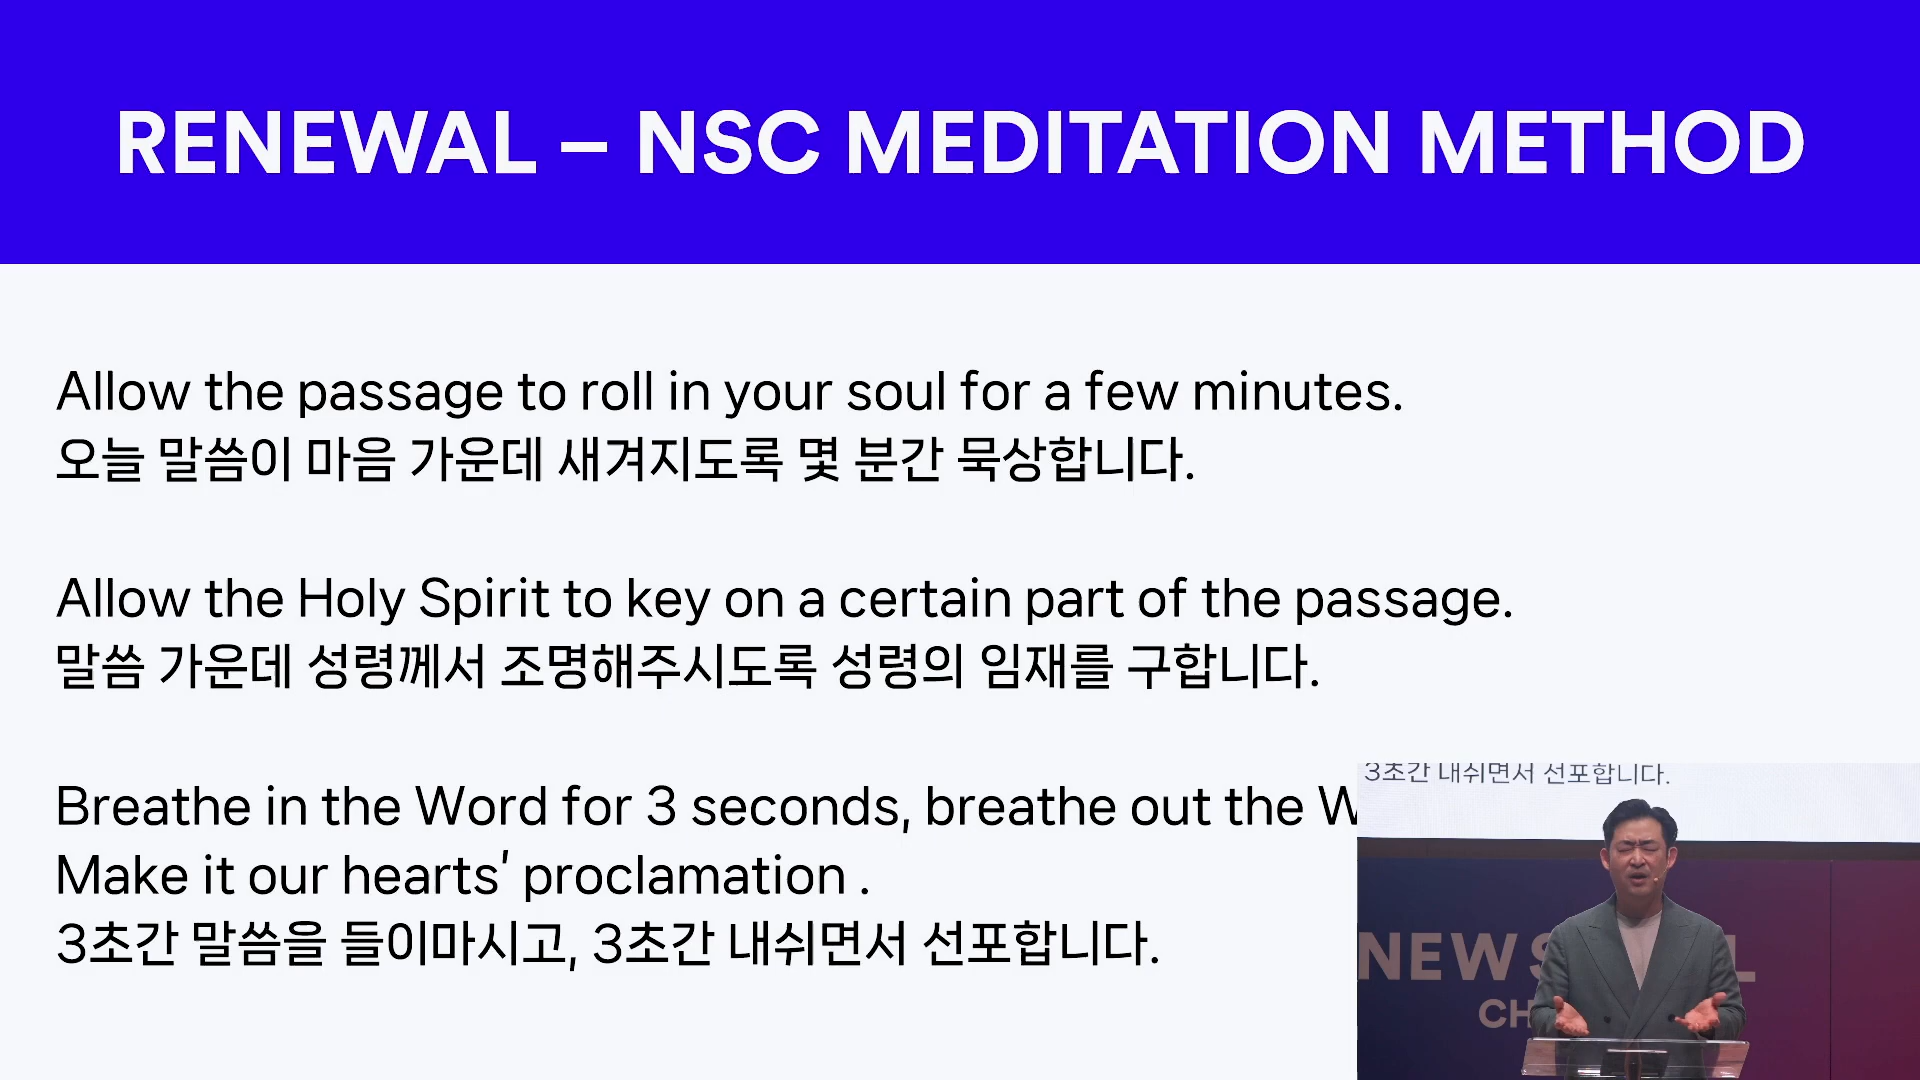 RENEWAL – NSC MEDITATION METHOD
Allow the passage to roll in your soul for a few minutes.
오늘 말씀이 마음 가운데 새겨지도록 몇 분간 묵상합니다.
Allow the Holy Spirit to key on a certain part of the passage.
말씀 가운데 성령께서 조명해주시도록 성령의 임재를 구합니다.
Breathe in the Word for 3 seconds, breathe out the
Make it our hearts’ proclamation .
3초간 말씀을 들이마시고, 3초간 내쉬면서 선포합니다.
3초간 내쉬면서 선포합니다.
NEW